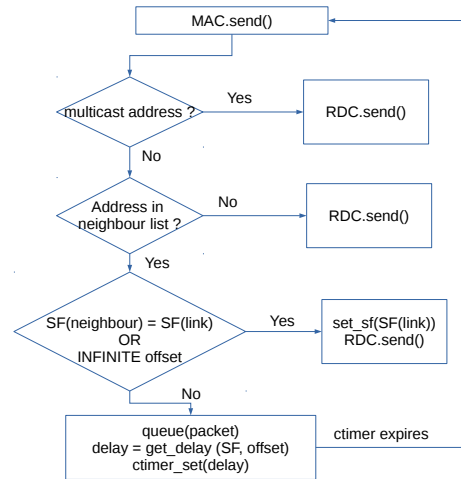 MAC.send()
multicast address ?
Yes
RDC.send()
No
Address in
neighbour list ?
No
RDC.send()
Yes
SF(neighbour) = SF(link)
OR
INFINITE offset
Yes
set_sf(SF(link))
RDC.send()
No
queue(packet)
delay = get_delay (SF, offset)
ctimer_set(delay)
ctimer expires